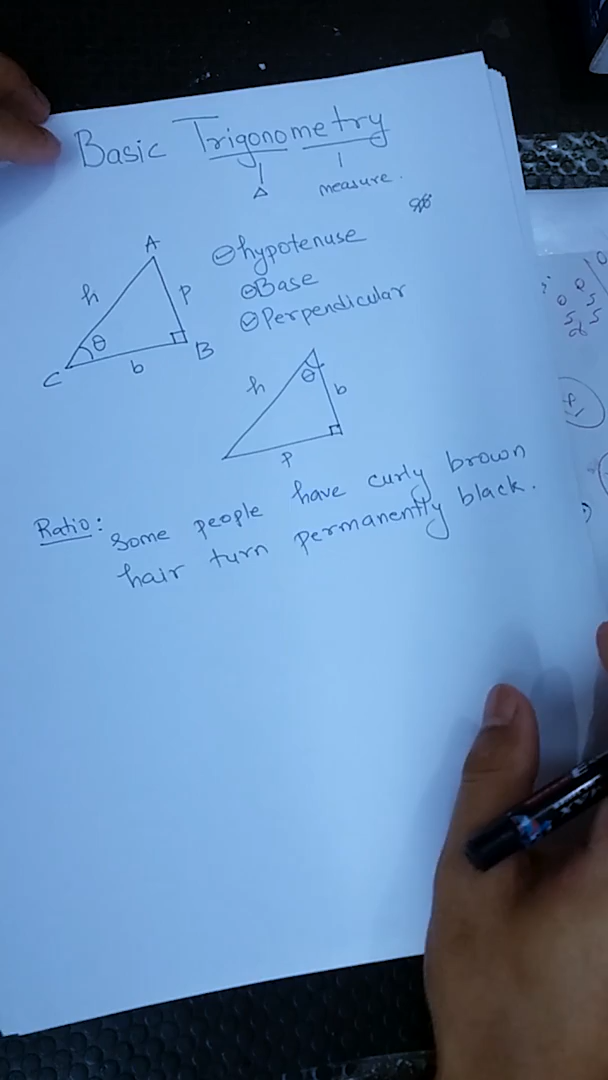 Basic Trigonometry
△ measure.
A
h p
θ
C b B
hypotenuse
Base
Perpendicular
θ
h b
p
Ratio: Some people have curly brown
hair turn permanently black.